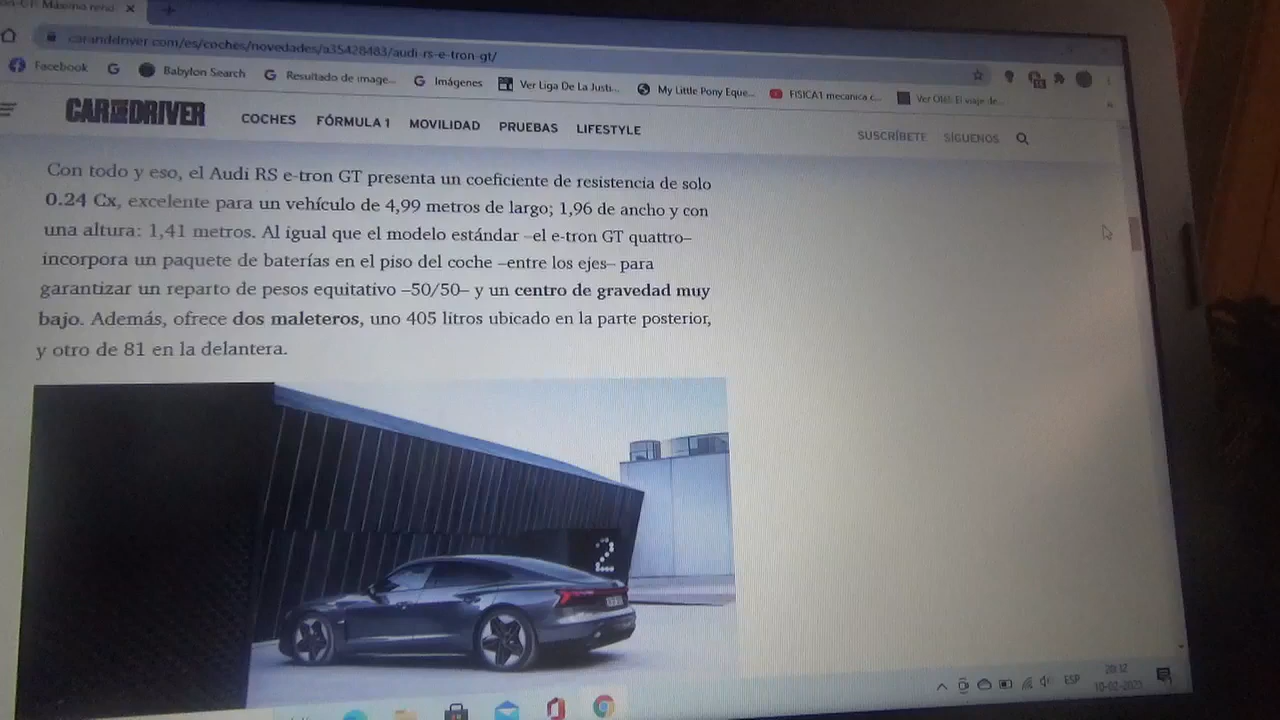 caranddriver.com/es/coches/novedades/a35428483/audi-rs-e-tron-gt/
Facebook G Babylon Search G Resultado de image... G Imágenes Ver Liga De La Justi... My Little Pony Eque... FISICA1 mecanica c... Ver
CAR AND DRIVER COCHES FÓRMULA 1 MOVILIDAD PRUEBAS LIFESTYLE SUSCRÍBETE SÍGUENOS
Con todo y eso, el Audi RS e-tron GT presenta un coeficiente de resistencia de solo
0.24 Cx, excelente para un vehículo de 4,99 metros de largo; 1,96 de ancho y con
una altura: 1,41 metros. Al igual que el modelo estándar –el e-tron GT quattro–
incorpora un paquete de baterías en el piso del coche –entre los ejes– para
garantizar un reparto de pesos equitativo –50/50– y un centro de gravedad muy
bajo. Además, ofrece dos maleteros, uno 405 litros ubicado en la parte posterior,
y otro de 81 en la delantera.
2
ESP
20:12